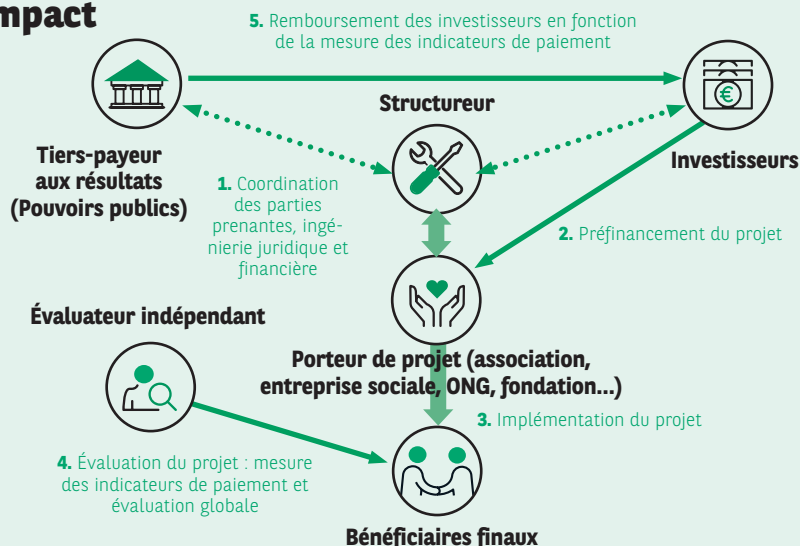 mpact
5. Remboursement des investisseurs en fonction
de la mesure des indicateurs de paiement
Structureur
Tiers-payeur
aux résultats
(Pouvoirs publics)
Investisseurs
1. Coordination
des parties
prenantes, ingé-
nierie juridique et
financière
2. Préfinancement du projet
Évaluateur indépendant
Porteur de projet (association,
entreprise sociale, ONG, fondation...)
3. Implémentation du projet
4. Évaluation du projet : mesure
des indicateurs de paiement et
évaluation globale
Bénéficiaires finaux